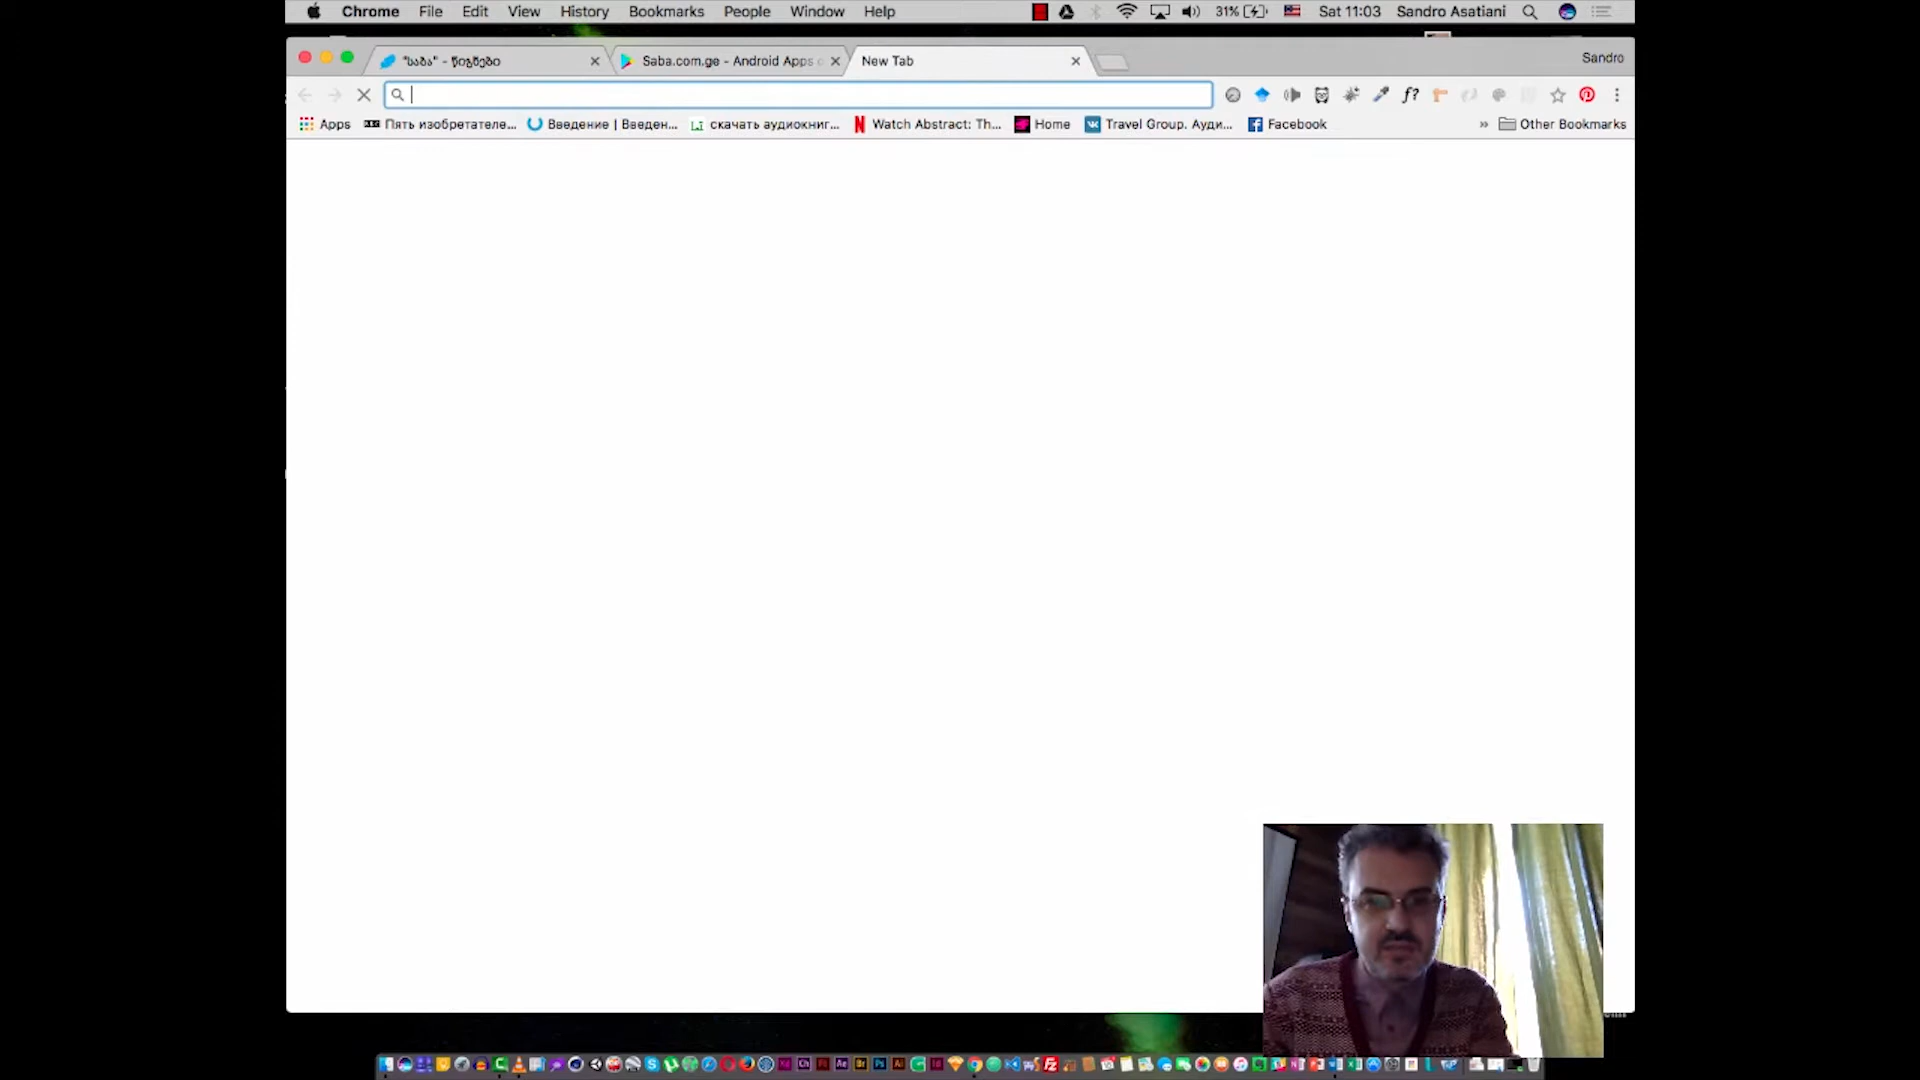 Chrome File Edit View History Bookmarks People Window Help 31% Sat 11:03 Sandro Asatiani
"საბა" - წიგნები Saba.com.ge - Android Apps New Tab Sandro
Apps Пять изобретателе... Введение | Введен... скачать аудиокниг... Watch Abstract: Th... Home Travel Group. Ауди... Facebook » Other Bookmarks